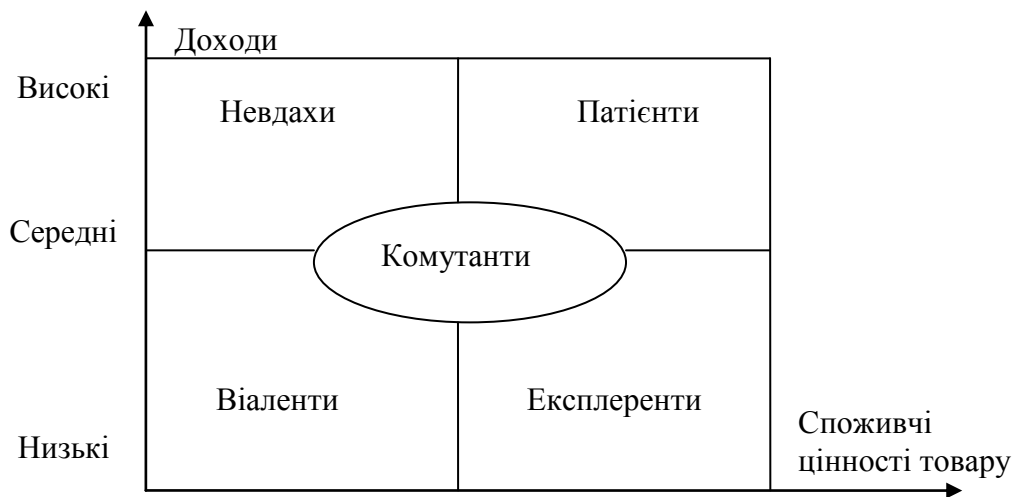 Доходи
Високі
Невдахи
Патієнти
Середні
Комутанти
Віаленти
Експлеренти
Низькі
Споживчі
цінності товару